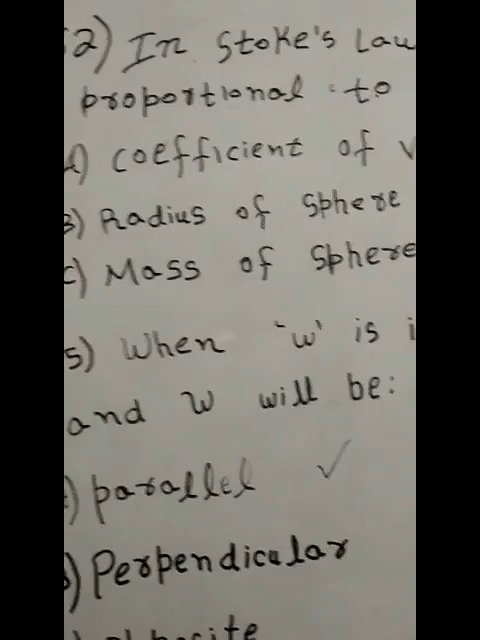 2) In Stoke's Law
proportional to
A) Coefficient of
B) Radius of sphere
C) Mass of sphere
5) When 'w' is
and W will be:
) parallel ✓
) Perpendicular